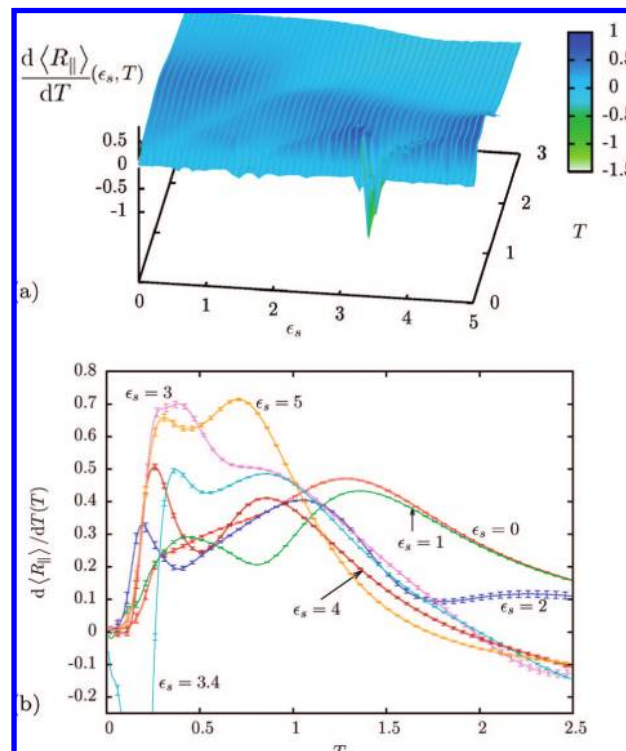 d ⟨R∥⟩
dT
(ϵs, T)
1
0.5
0
-0.5
-1
-1.5
0.5
0
-0.5
-1
3
2
1
0
T
(a)
0 1 2 3 4 5
ϵs
0.8
0.7
0.6
0.5
0.4
0.3
0.2
0.1
0
-0.1
-0.2
d ⟨R∥⟩ /dT(T)
ϵs = 3
ϵs = 5
ϵs = 0
ϵs = 1
ϵs = 2
ϵs = 4
ϵs = 3.4
(b)
0 0.5 1 1.5 2 2.5
T